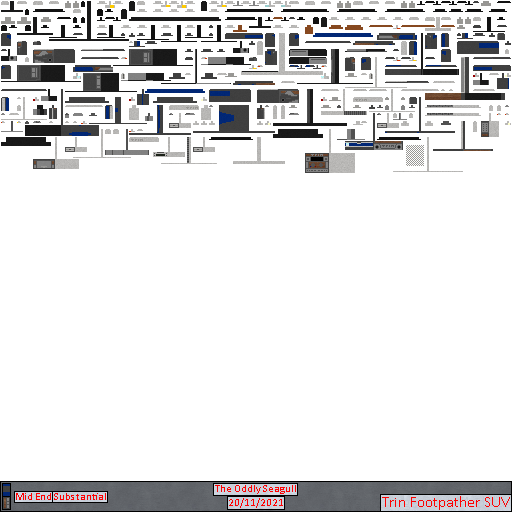 The Oddly Seagull
Mid End Substantial
20/11/2021
Trin Footpather SUV